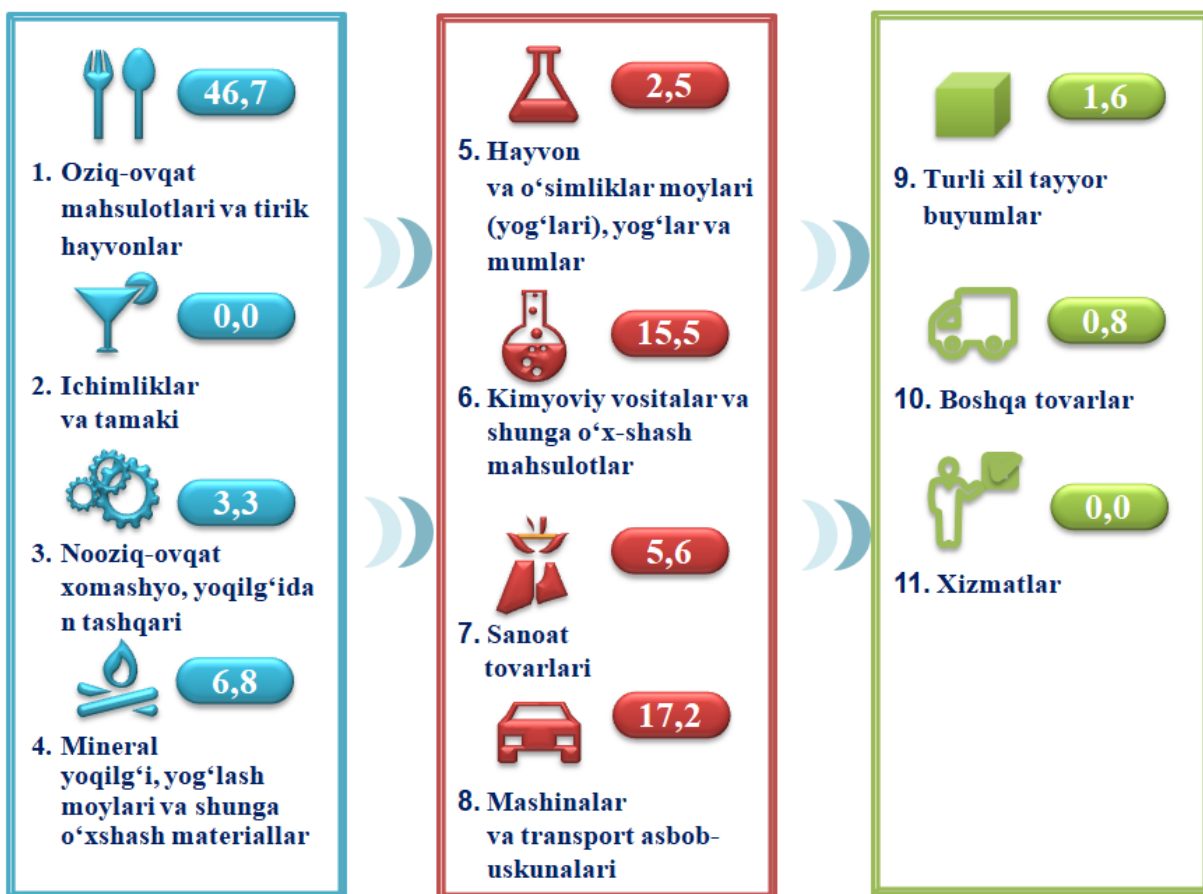 46,7
1. Oziq-ovqat
mahsulotlari va tirik
hayvonlar
0,0
2. Ichimliklar
va tamaki
3,3
3. Nooziq-ovqat
xomashyo, yoqilg‘ida
n tashqari
6,8
4. Mineral
yoqilg‘i, yog‘lash
moylari va shunga
o‘xshash materiallar
2,5
5. Hayvon
va o‘simliklar moylari
(yog‘lari), yog‘lar va
mumlar
15,5
6. Kimyoviy vositalar va
shunga o‘x-shash
mahsulotlar
5,6
7. Sanoat
tovarlari
17,2
8. Mashinalar
va transport asbob-
uskunalari
1,6
9. Turli xil tayyor
buyumlar
0,8
10. Boshqa tovarlar
0,0
11. Xizmatlar